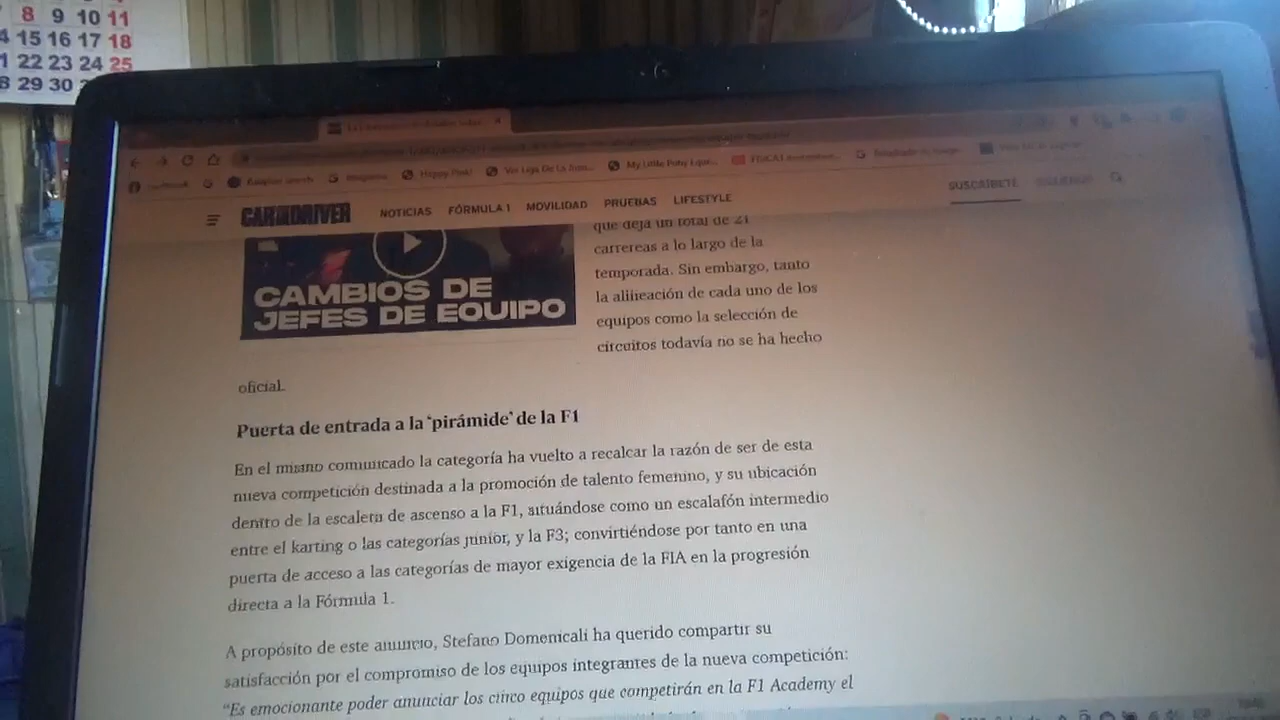 8 9 10 11
15 16 17 18
22 23 24 25
29 30
CAR AND DRIVER
NOTICIAS FÓRMULA 1 MOVILIDAD PRUEBAS LIFESTYLE
SUSCRÍBETE
CAMBIOS DE
JEFES DE EQUIPO
que deja un total de 21
carrereas a lo largo de la
temporada. Sin embargo, tanto
la alineación de cada uno de los
equipos como la selección de
circuitos todavía no se ha hecho
oficial.
Puerta de entrada a la 'pirámide' de la F1
En el mismo comunicado la categoría ha vuelto a recalcar la razón de ser de esta
nueva competición destinada a la promoción de talento femenino, y su ubicación
dentro de la escalera de ascenso a la F1, situándose como un escalafón intermedio
entre el karting o las categorías junior, y la F3; convirtiéndose por tanto en una
puerta de acceso a las categorías de mayor exigencia de la FIA en la progresión
directa a la Fórmula 1.
A propósito de este anuncio, Stefano Domenicali ha querido compartir su
satisfacción por el compromiso de los equipos integrantes de la nueva competición:
"Es emocionante poder anunciar los cinco equipos que competirán en la F1 Academy el